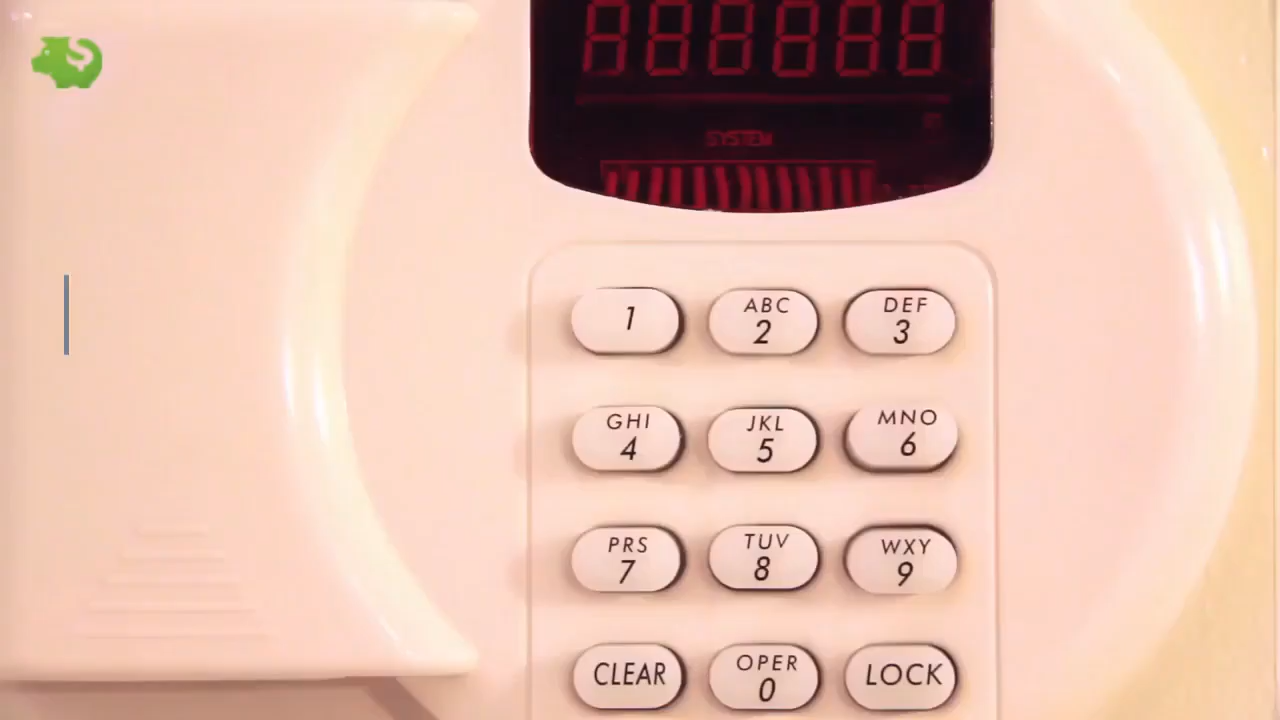 888888
SYSTEM
1
ABC
2
DEF
3
GHI
4
JKL
5
MNO
6
PRS
7
TUV
8
WXY
9
CLEAR
OPER
0
LOCK